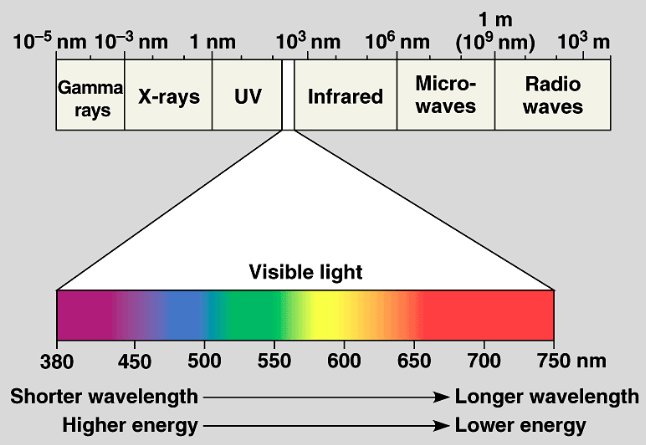 1 m
10⁻⁵ nm 10⁻³ nm 1 nm 10³ nm 10⁶ nm (10⁹ nm) 10³ m
Gamma rays X-rays UV Infrared Micro-waves Radio waves
Visible light
380 450 500 550 600 650 700 750 nm
Shorter wavelength Longer wavelength
Higher energy Lower energy